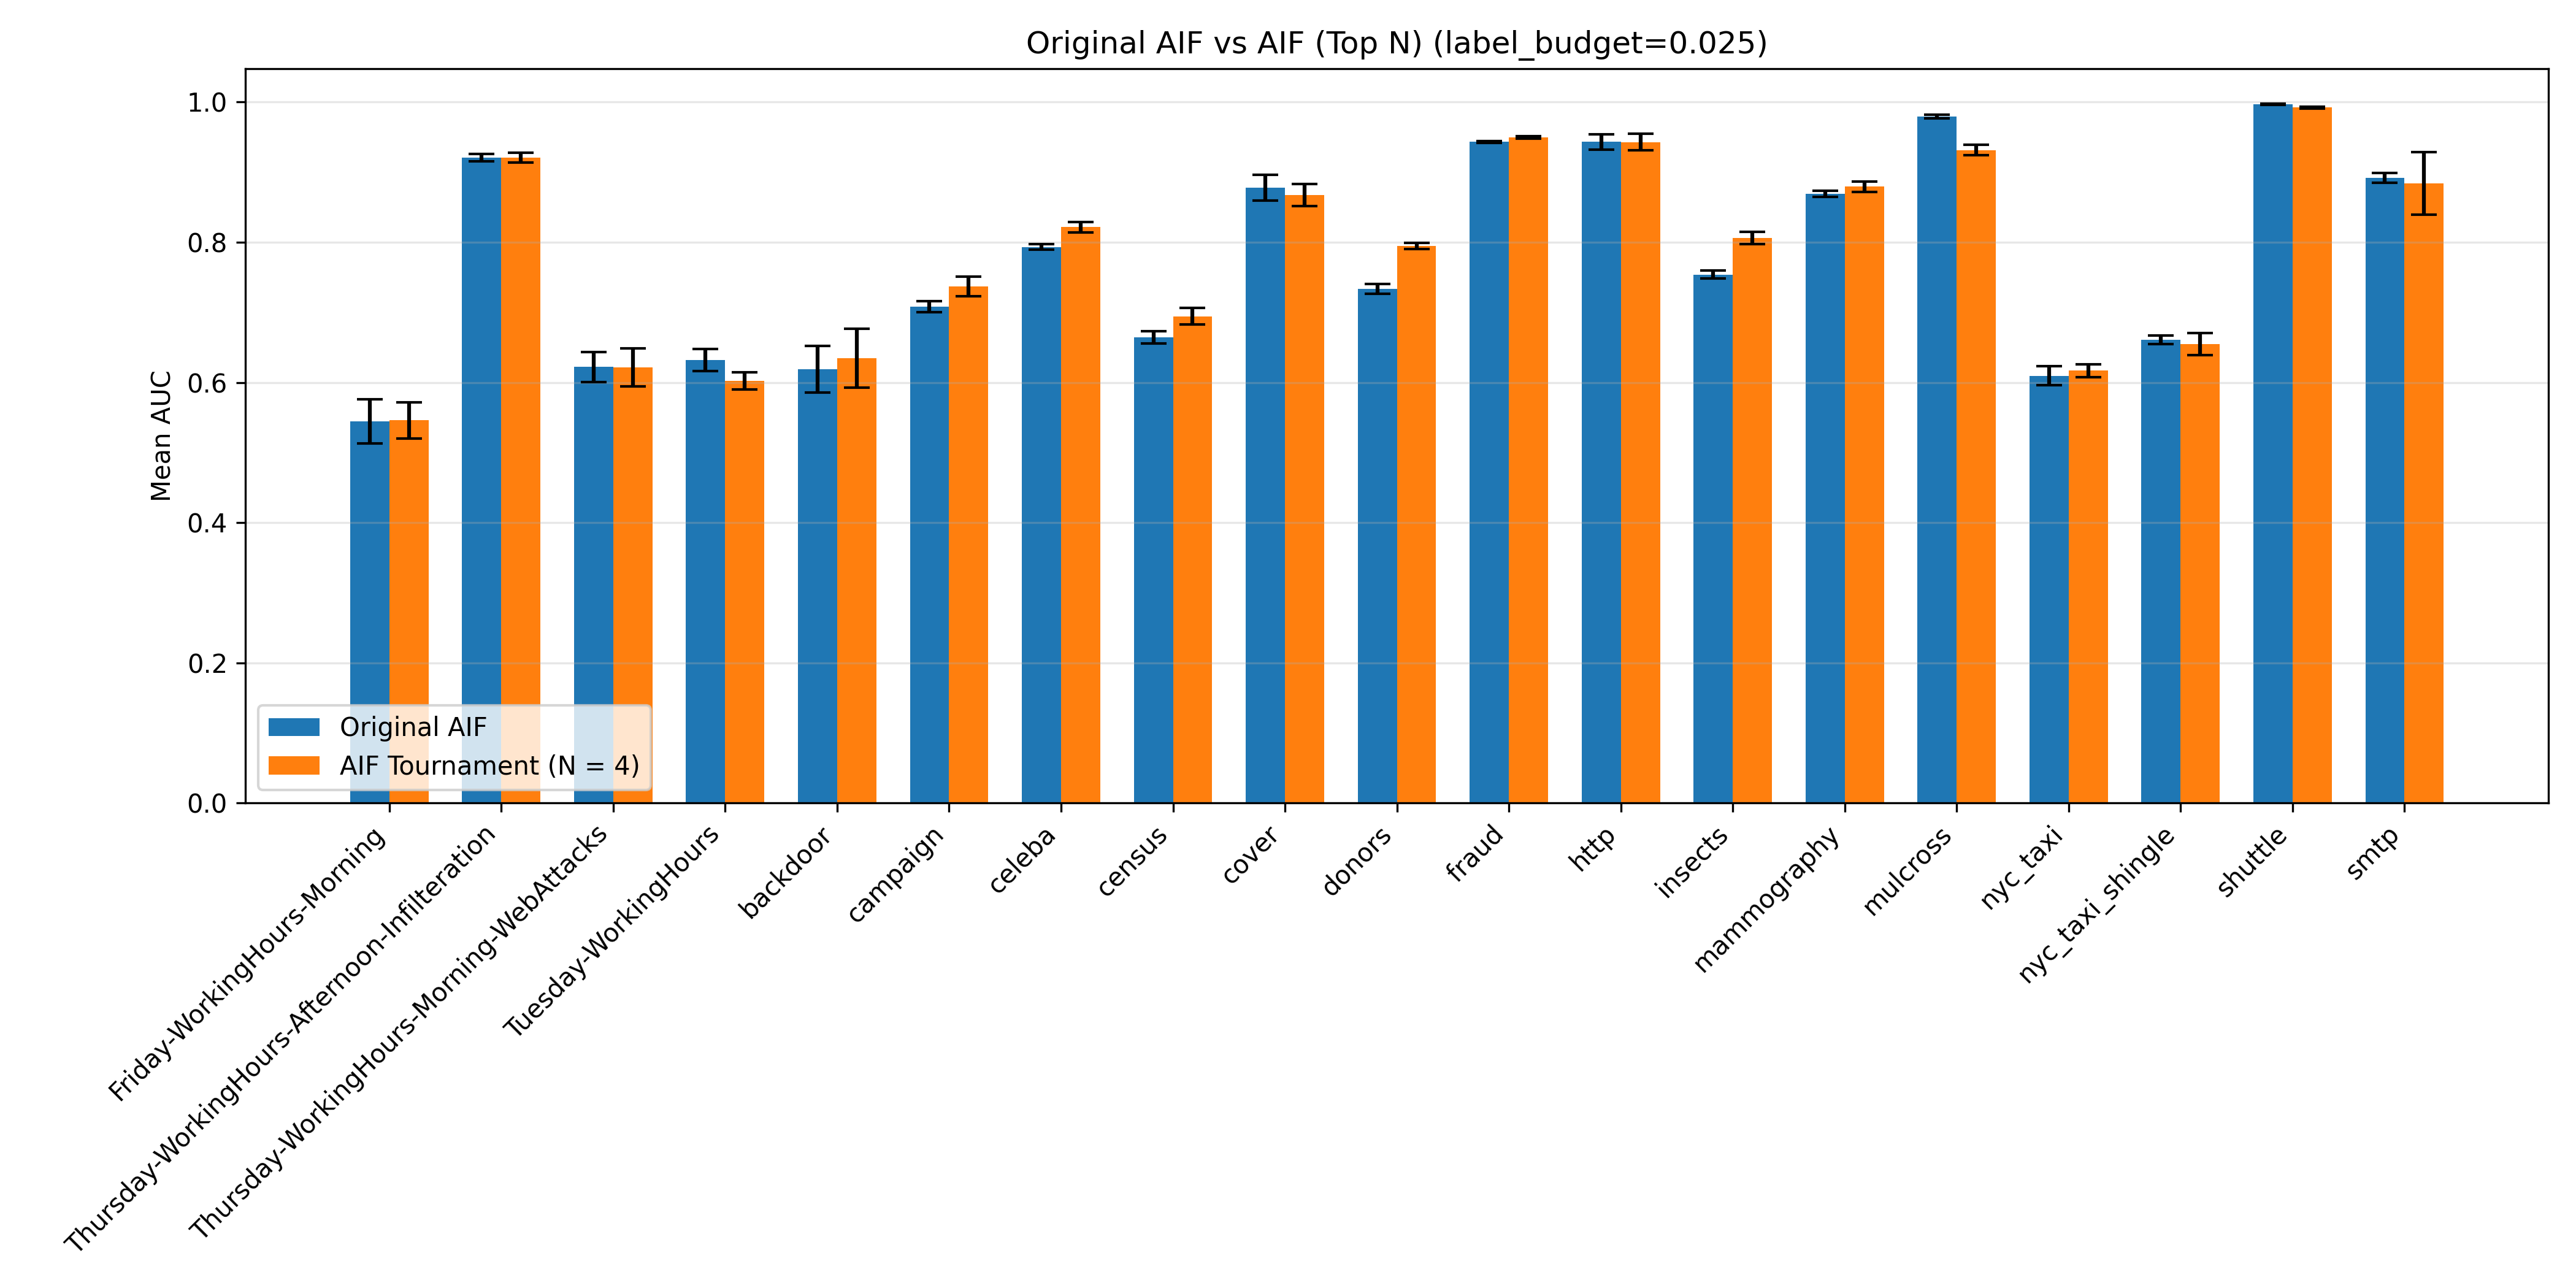 Original AIF vs AIF (Top N) (label_budget=0.025)
Mean AUC
1.0
0.8
0.6
0.4
0.2
0.0
Original AIF
AIF Tournament (N = 4)
Friday-WorkingHours-Morning
Thursday-WorkingHours-Afternoon-Infilteration
Thursday-WorkingHours-Morning-WebAttacks
Tuesday-WorkingHours
backdoor
campaign
celeba
census
cover
donors
fraud
http
insects
mammography
mulcross
nyc_taxi
nyc_taxi_shingle
shuttle
smtp